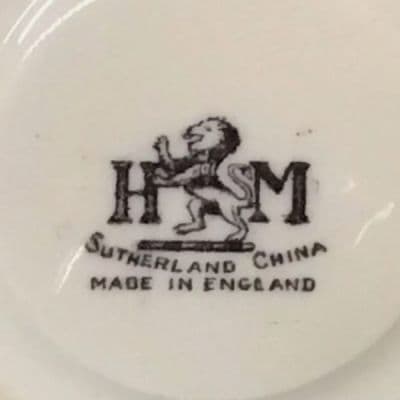 H M
SUTHERLAND CHINA
MADE IN ENGLAND